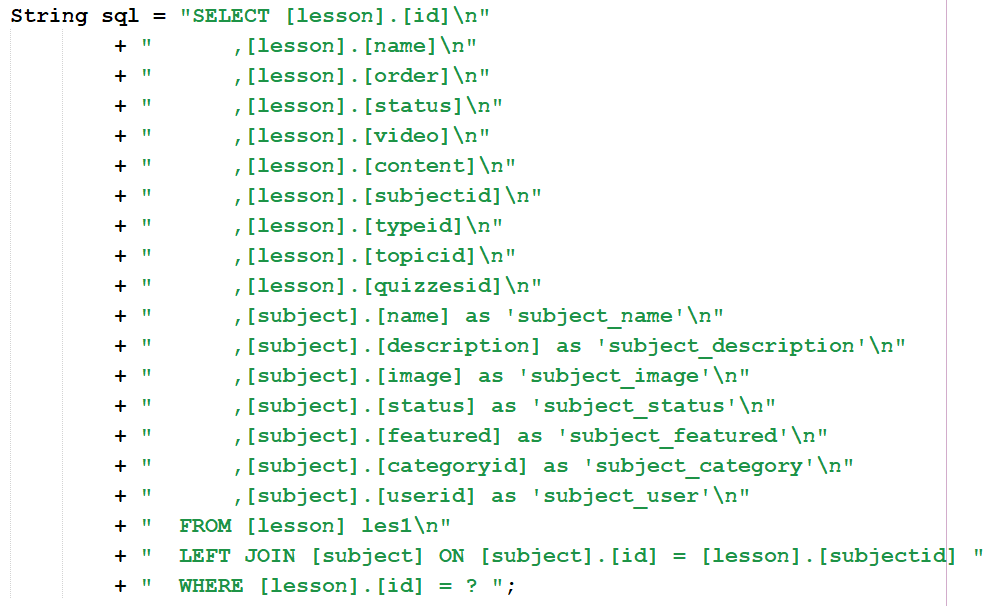 String sql = "SELECT [lesson].[id]\n"
+ "      ,[lesson].[name]\n"
+ "      ,[lesson].[order]\n"
+ "      ,[lesson].[status]\n"
+ "      ,[lesson].[video]\n"
+ "      ,[lesson].[content]\n"
+ "      ,[lesson].[subjectid]\n"
+ "      ,[lesson].[typeid]\n"
+ "      ,[lesson].[topicid]\n"
+ "      ,[lesson].[quizzesid]\n"
+ "      ,[subject].[name] as 'subject_name'\n"
+ "      ,[subject].[description] as 'subject_description'\n"
+ "      ,[subject].[image] as 'subject_image'\n"
+ "      ,[subject].[status] as 'subject_status'\n"
+ "      ,[subject].[featured] as 'subject_featured'\n"
+ "      ,[subject].[categoryid] as 'subject_category'\n"
+ "      ,[subject].[userid] as 'subject_user'\n"
+ "  FROM [lesson] les1\n"
+ "  LEFT JOIN [subject] ON [subject].[id] = [lesson].[subjectid] "
+ "  WHERE [lesson].[id] = ? ";